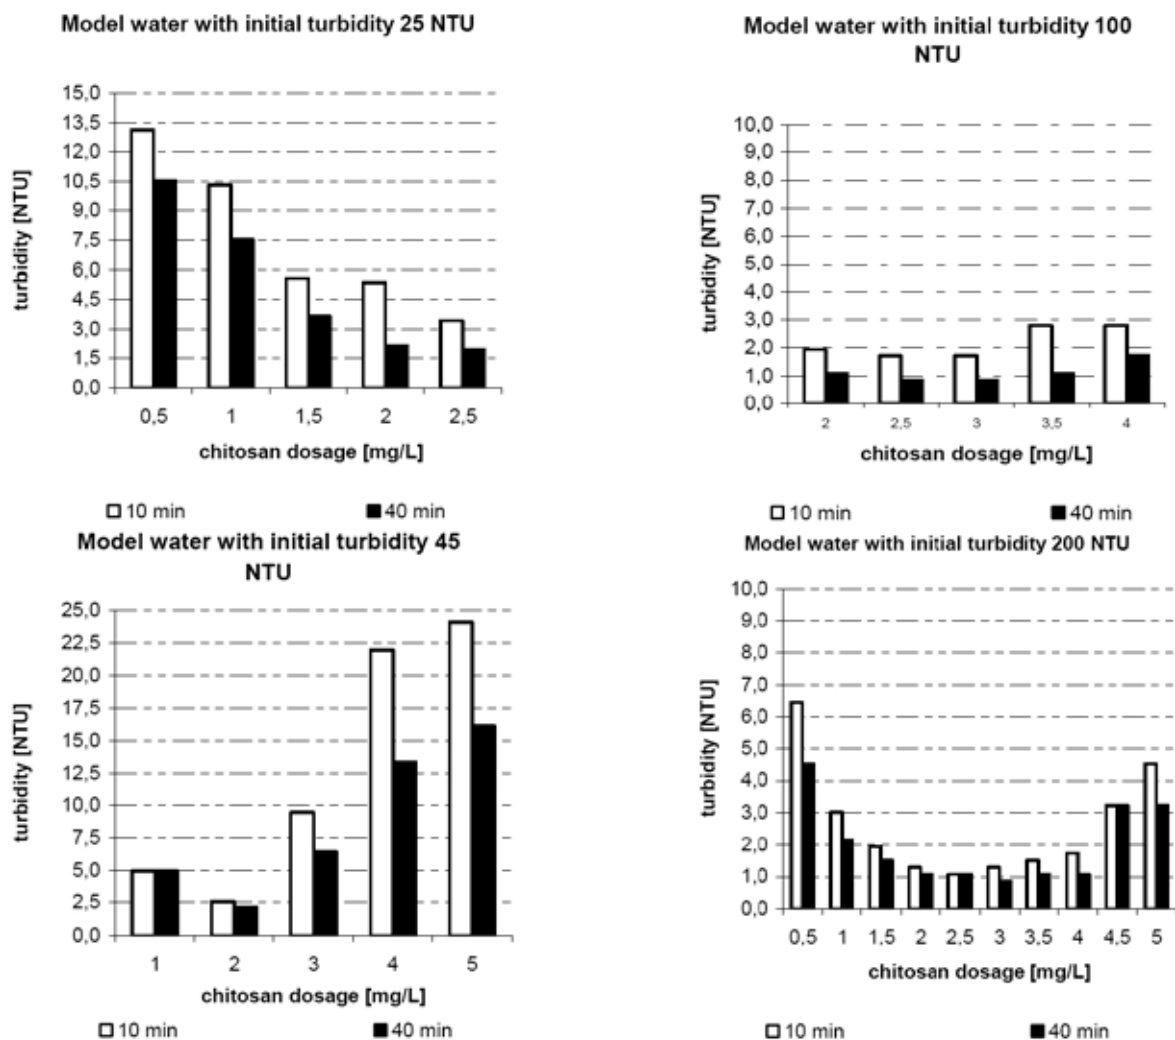 Model water with initial turbidity 25 NTU
15,0
13,5
12,0
10,5
9,0
7,5
6,0
4,5
3,0
1,5
0,0
turbidity [NTU]
0,5 1 1,5 2 2,5
chitosan dosage [mg/L]
10 min 40 min
Model water with initial turbidity 100
NTU
10,0
9,0
8,0
7,0
6,0
5,0
4,0
3,0
2,0
1,0
0,0
turbidity [NTU]
2 2,5 3 3,5 4
chitosan dosage [mg/L]
10 min 40 min
Model water with initial turbidity 45
NTU
25,0
22,5
20,0
17,5
15,0
12,5
10,0
7,5
5,0
2,5
0,0
turbidity [NTU]
1 2 3 4 5
chitosan dosage [mg/L]
10 min 40 min
Model water with initial turbidity 200 NTU
10,0
9,0
8,0
7,0
6,0
5,0
4,0
3,0
2,0
1,0
0,0
turbidity [NTU]
0,5 1 1,5 2 2,5 3 3,5 4 4,5 5
chitosan dosage [mg/L]
10 min 40 min